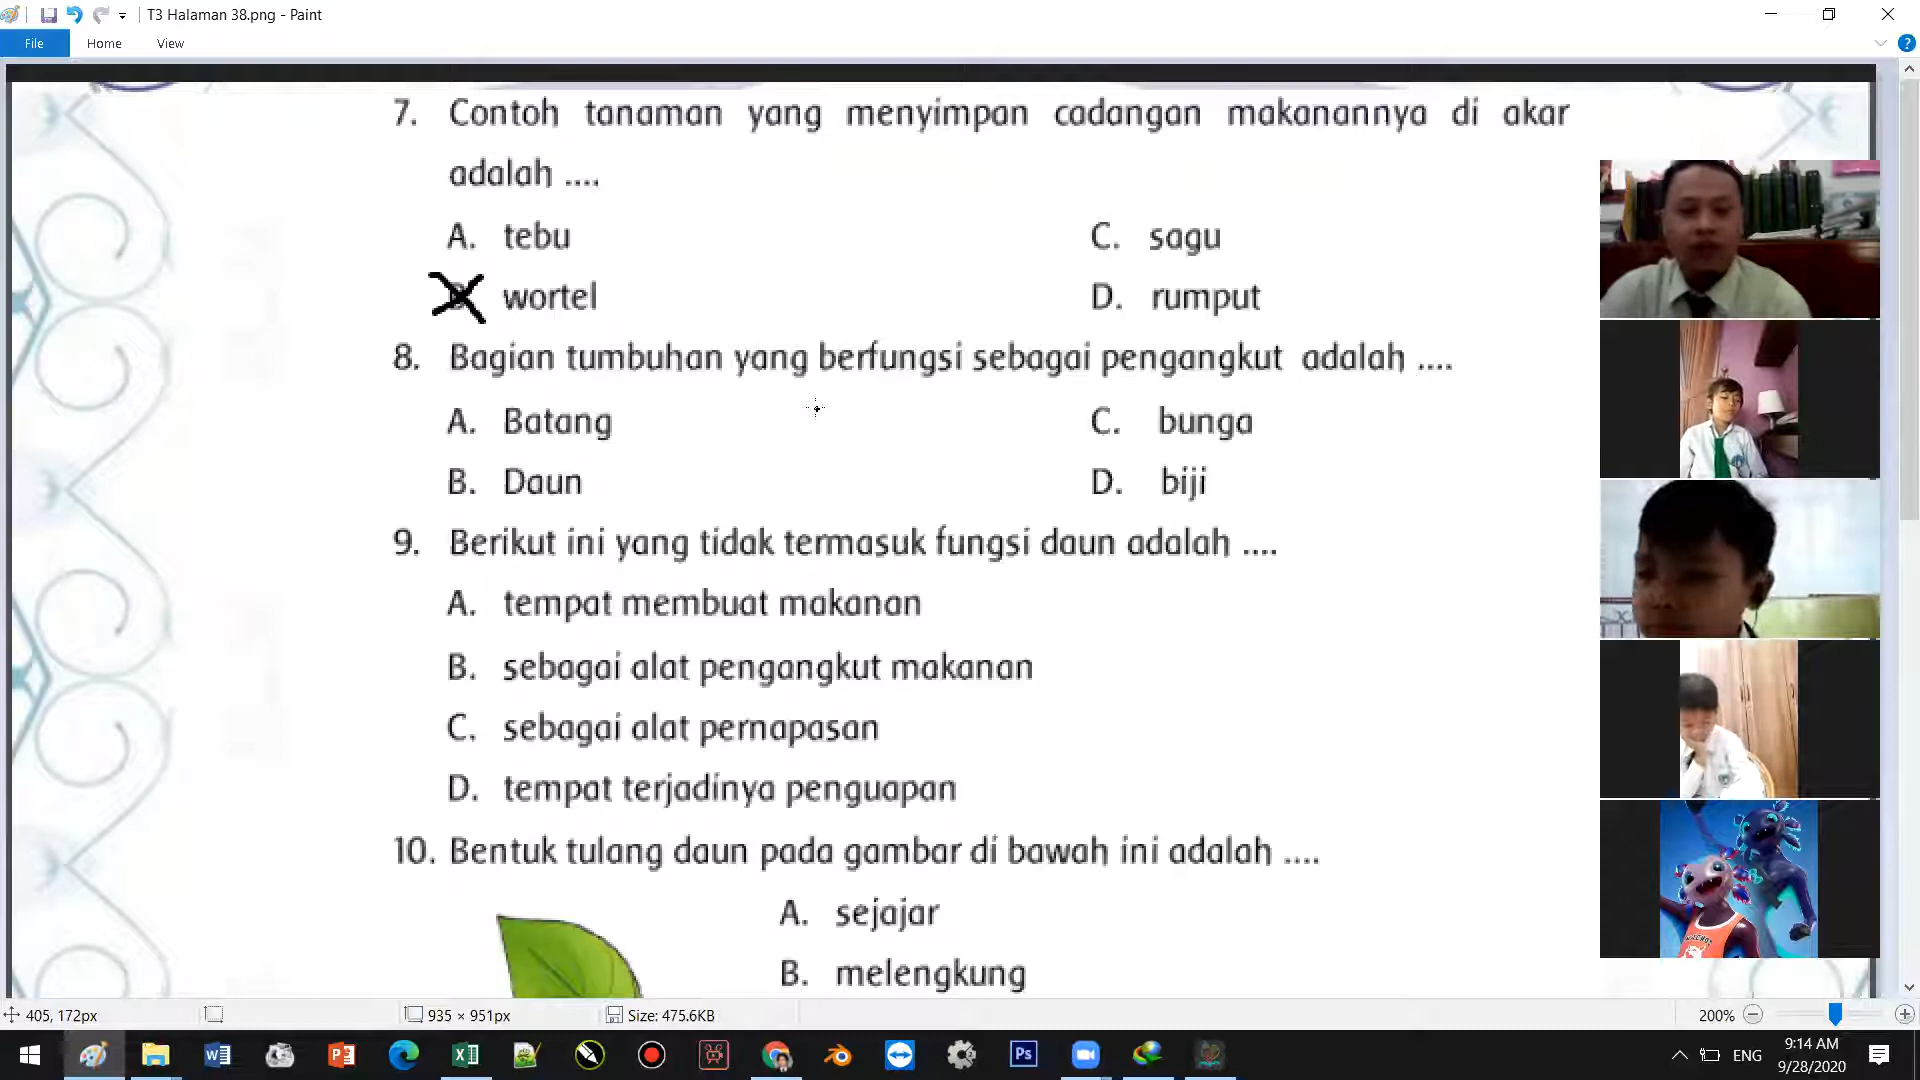 T3 Halaman 38.png - Paint
File Home View
7. Contoh tanaman yang menyimpan cadangan makanannya di akar
adalah ....
A. tebu C. sagu
wortel D. rumput
8. Bagian tumbuhan yang berfungsi sebagai pengangkut adalah ....
A. Batang C. bunga
B. Daun D. biji
9. Berikut ini yang tidak termasuk fungsi daun adalah ....
A. tempat membuat makanan
B. sebagai alat pengangkut makanan
C. sebagai alat pernapasan
D. tempat terjadinya penguapan
10. Bentuk tulang daun pada gambar di bawah ini adalah ....
A. sejajar
B. melengkung
405, 172px 935 × 951px Size: 475.6KB 200%
Ps ENG 9:14 AM
9/28/2020